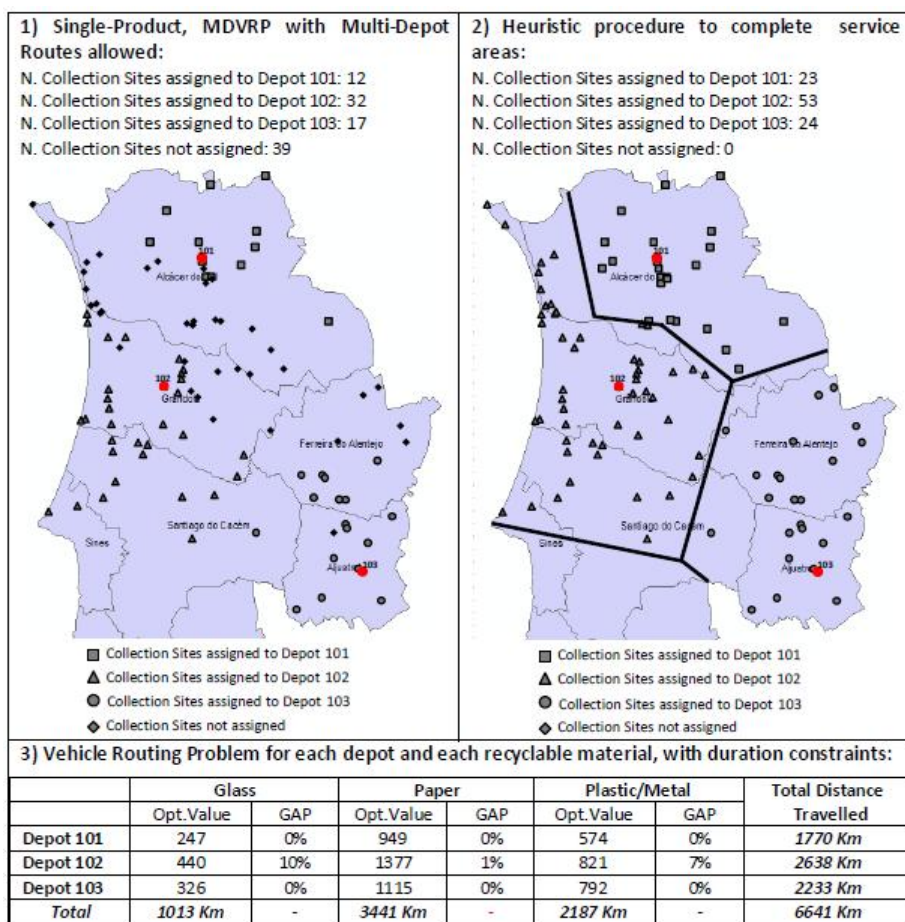 1) Single-Product, MDVRP with Multi-Depot
Routes allowed:
N. Collection Sites assigned to Depot 101: 12
N. Collection Sites assigned to Depot 102: 32
N. Collection Sites assigned to Depot 103: 17
N. Collection Sites not assigned: 39
101
Alcácer do
102
Grândola
Ferreira do Alentejo
Santiago do Cacém
Sines
103
Aljustrel
Collection Sites assigned to Depot 101
Collection Sites assigned to Depot 102
Collection Sites assigned to Depot 103
Collection Sites not assigned
2) Heuristic procedure to complete service
areas:
N. Collection Sites assigned to Depot 101: 23
N. Collection Sites assigned to Depot 102: 53
N. Collection Sites assigned to Depot 103: 24
N. Collection Sites not assigned: 0
101
Alcácer do
102
Grândola
Ferreira do Alentejo
Santiago do Cacém
Sines
103
Aljustrel
Collection Sites assigned to Depot 101
Collection Sites assigned to Depot 102
Collection Sites assigned to Depot 103
Collection Sites not assigned
3) Vehicle Routing Problem for each depot and each recyclable material, with duration constraints:
Glass Paper Plastic/Metal Total Distance
Opt.Value GAP Opt.Value GAP Opt.Value GAP Travelled
Depot 101 247 0% 949 0% 574 0% 1770 Km
Depot 102 440 10% 1377 1% 821 7% 2638 Km
Depot 103 326 0% 1115 0% 792 0% 2233 Km
Total 1013 Km - 3441 Km - 2187 Km - 6641 Km